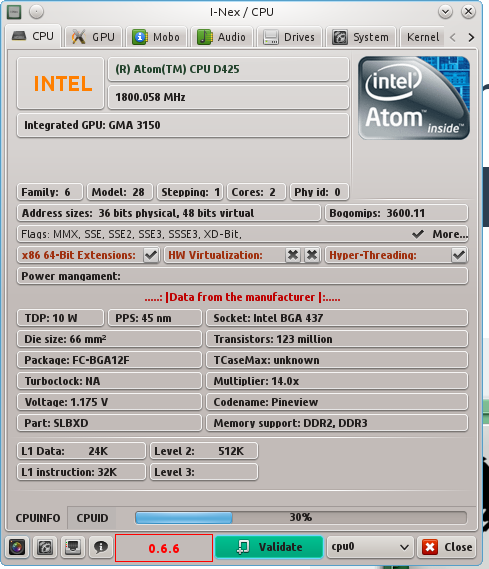 I-Nex / CPU
CPU GPU Mobo Audio Drives System Kernel
INTEL
(R) Atom(TM) CPU D425
1800.058 MHz
Integrated GPU: GMA 3150
intel
Atom™
inside™
Family: 6 Model: 28 Stepping: 1 Cores: 2 Phy id: 0
Address sizes: 36 bits physical, 48 bits virtual Bogomips: 3600.11
Flags: MMX, SSE, SSE2, SSE3, SSSE3, XD-Bit, More...
x86 64-Bit Extensions: HW Virtualization: Hyper-Threading:
Power mangament:
.....: |Data from the manufacturer |:.....
TDP: 10 W PPS: 45 nm Socket: Intel BGA 437
Die size: 66 mm² Transistors: 123 million
Package: FC-BGA12F TCaseMax: unknown
Turboclock: NA Multiplier: 14.0x
Voltage: 1.175 V Codename: Pineview
Part: SLBXD Memory support: DDR2, DDR3
L1 Data: 24K Level 2: 512K
L1 instruction: 32K Level 3:
CPUINFO CPUID 30%
0.6.6 Validate cpu0 Close